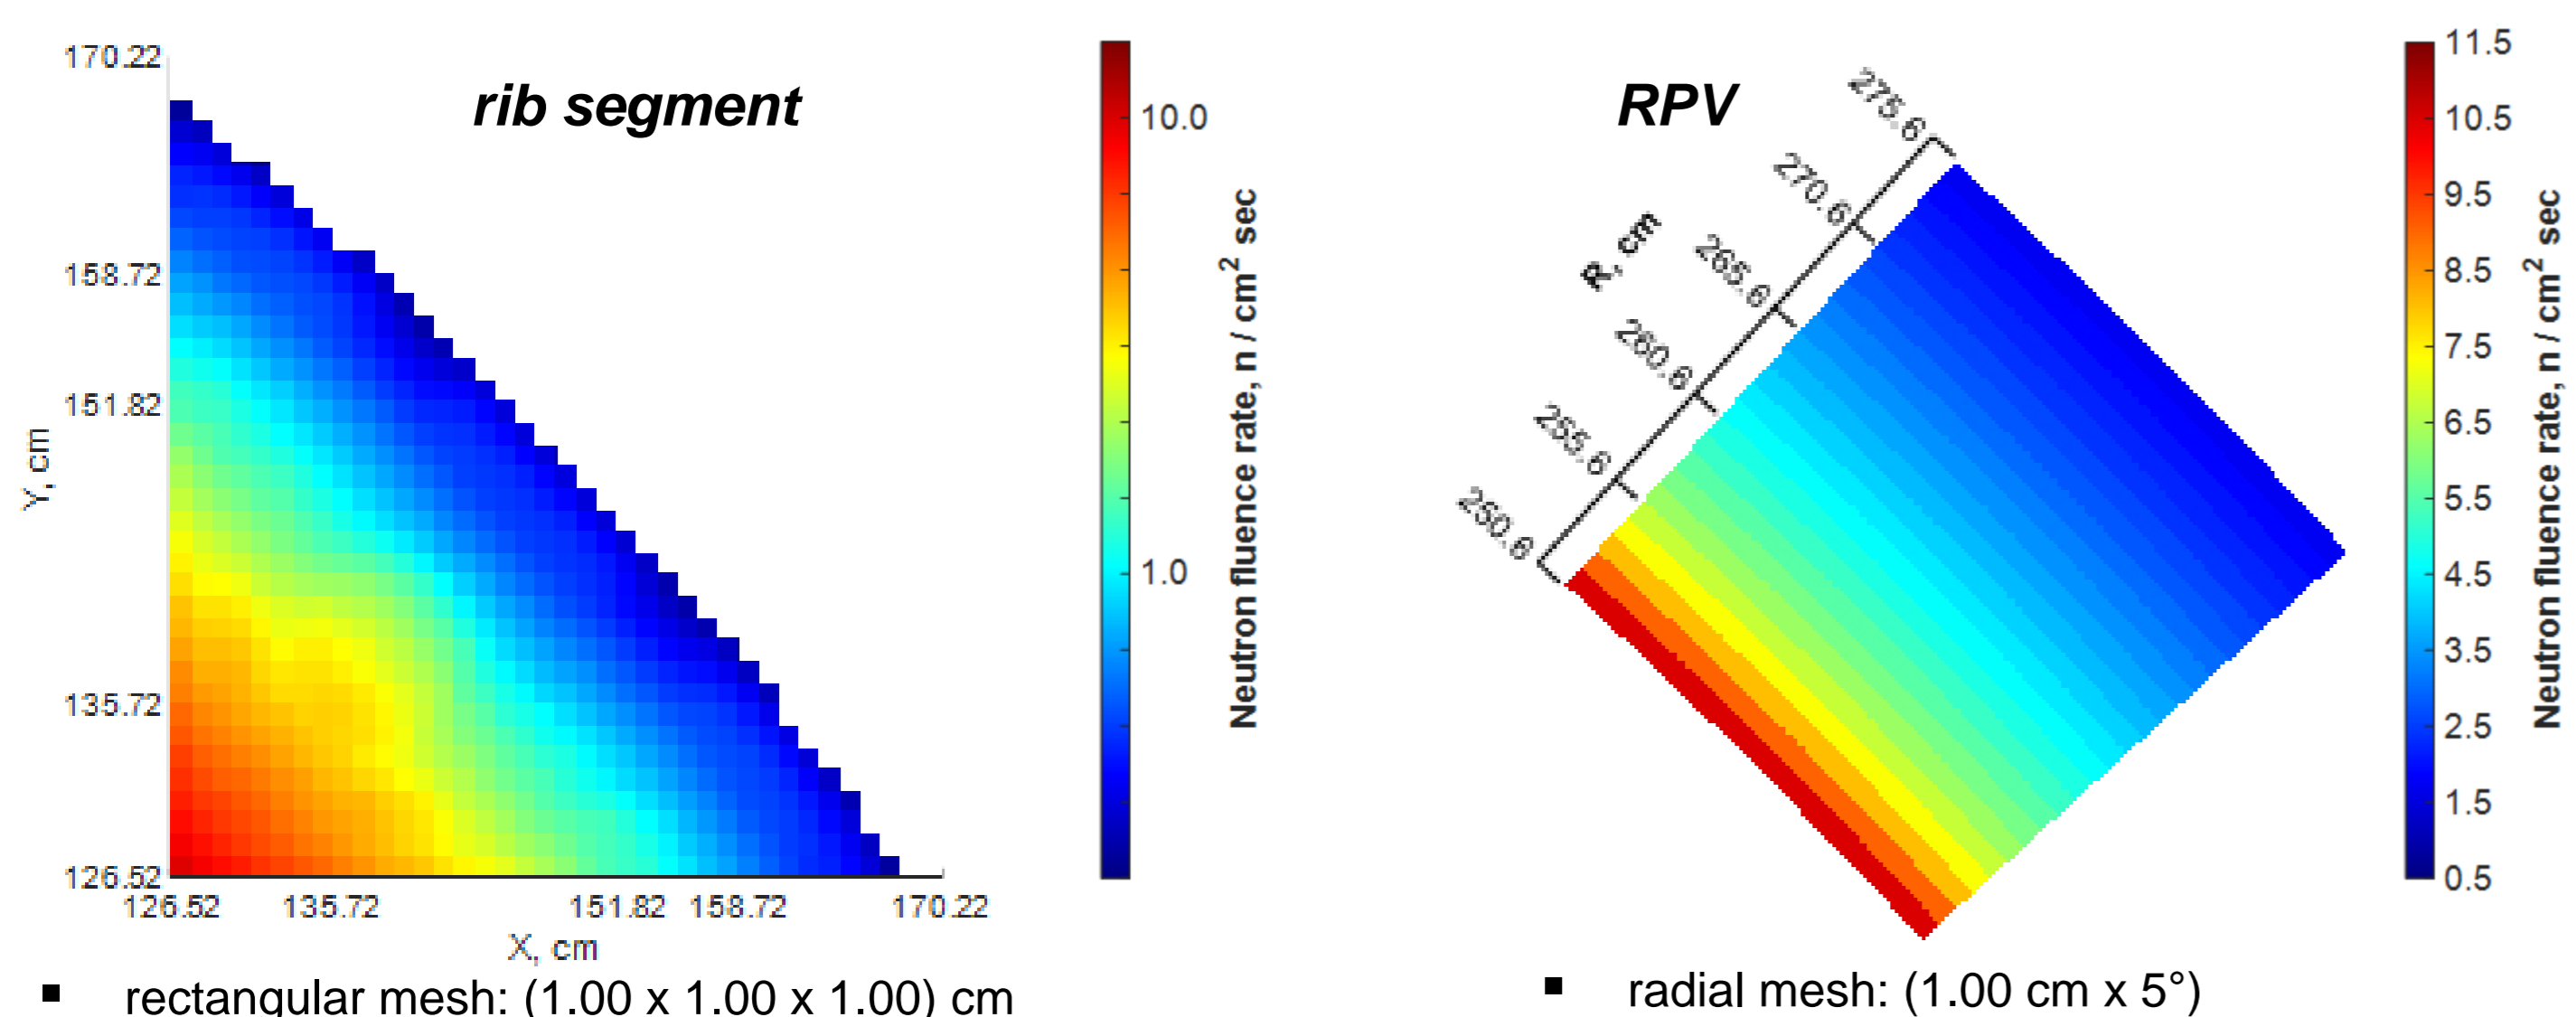 rib segment
170.22
158.72
151.82
135.72
126.52
Y, cm
126.52 135.72 151.82 158.72 170.22
X, cm
10.0
1.0
Neutron fluence rate, n / cm² sec
▪ rectangular mesh: (1.00 x 1.00 x 1.00) cm
RPV
275.6
270.6
265.6
260.6
255.6
250.6
R, cm
11.5
10.5
9.5
8.5
7.5
6.5
5.5
4.5
3.5
2.5
1.5
0.5
Neutron fluence rate, n / cm² sec
▪ radial mesh: (1.00 cm x 5°)